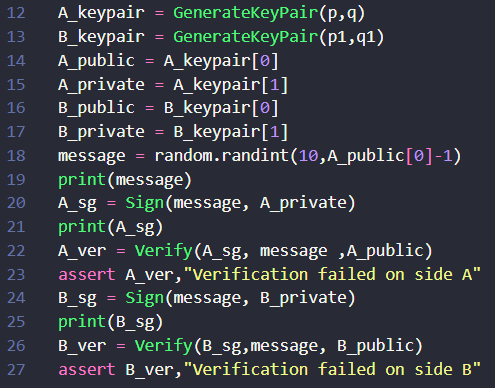 12 A_keypair = GenerateKeyPair(p,q)
13 B_keypair = GenerateKeyPair(p1,q1)
14 A_public = A_keypair[0]
15 A_private = A_keypair[1]
16 B_public = B_keypair[0]
17 B_private = B_keypair[1]
18 message = random.randint(10,A_public[0]-1)
19 print(message)
20 A_sg = Sign(message, A_private)
21 print(A_sg)
22 A_ver = Verify(A_sg, message ,A_public)
23 assert A_ver,"Verification failed on side A"
24 B_sg = Sign(message, B_private)
25 print(B_sg)
26 B_ver = Verify(B_sg,message, B_public)
27 assert B_ver,"Verification failed on side B"